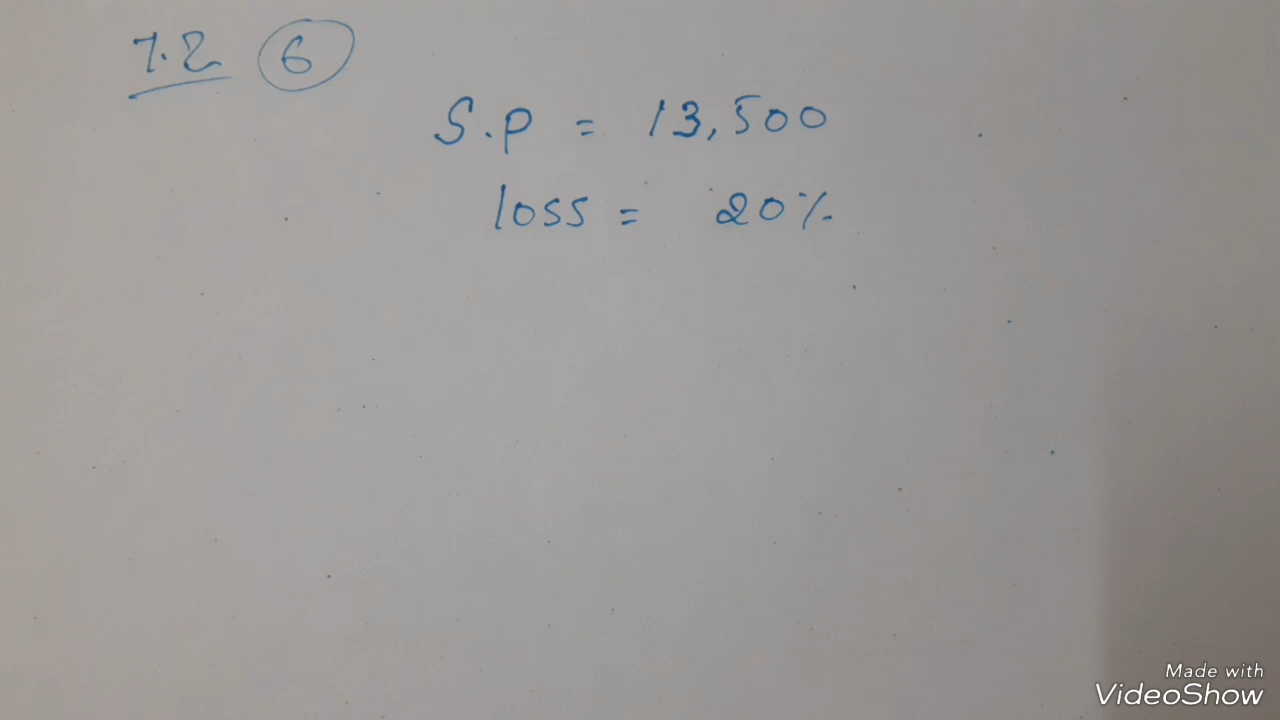 7.2 6
S.P = 13,500
loss = 20%
Made with
VideoShow